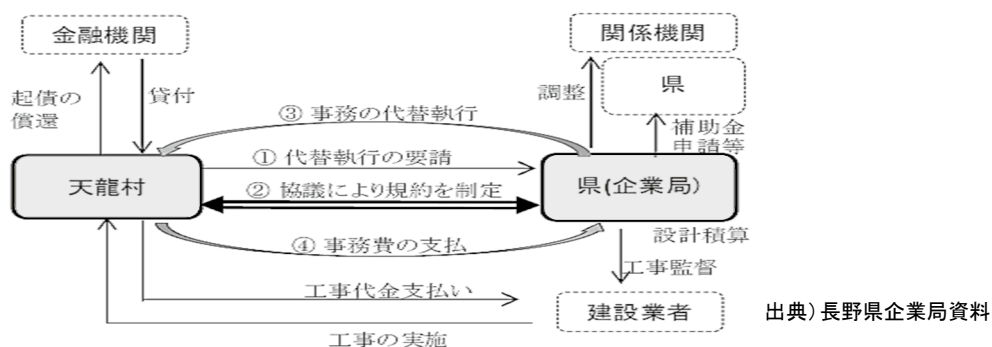 金融機関
関係機関
県
起債の
償還
貸付
調整
補助金
申請等
③ 事務の代替執行
① 代替執行の要請
天龍村
② 協議により規約を制定
県(企業局)
④ 事務費の支払
設計積算
工事監督
工事代金支払い
建設業者
工事の実施
出典）長野県企業局資料